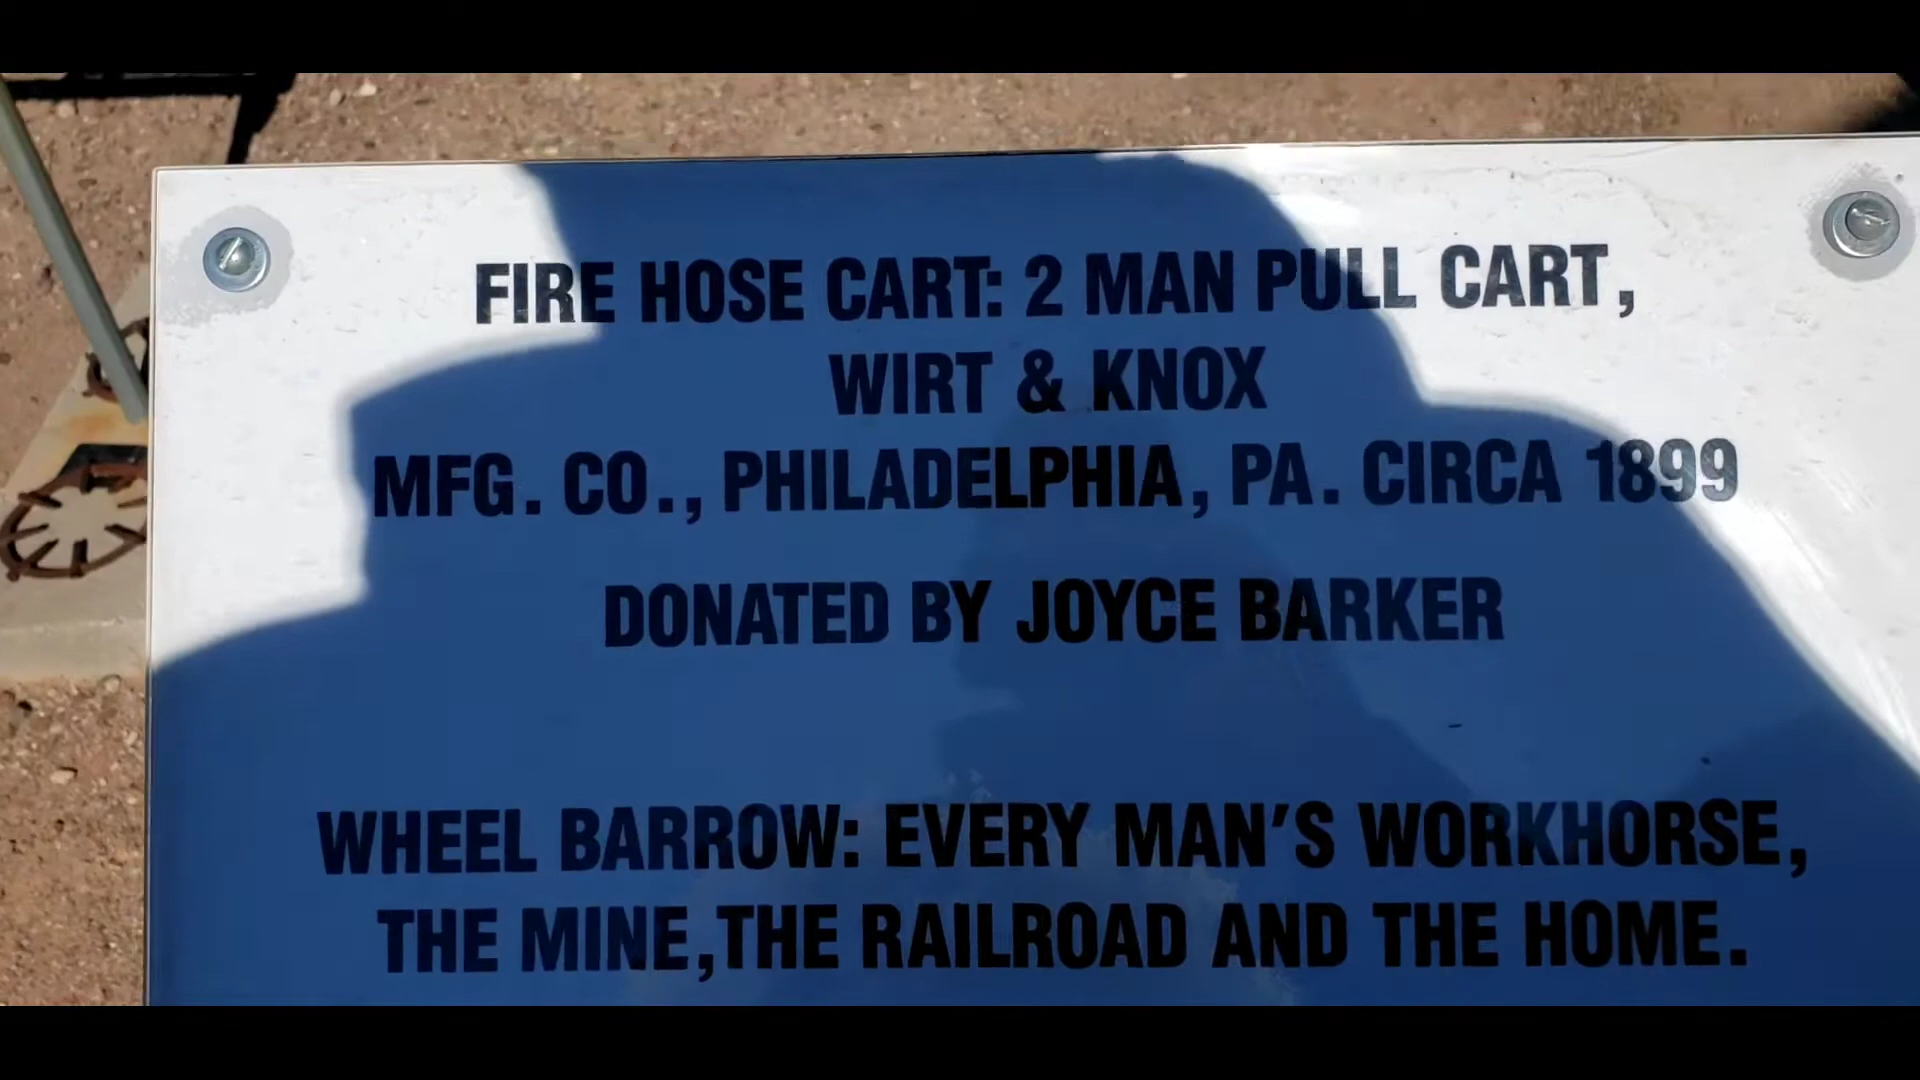 FIRE HOSE CART: 2 MAN PULL CART,
WIRT & KNOX
MFG. CO., PHILADELPHIA, PA. CIRCA 1899
DONATED BY JOYCE BARKER
WHEEL BARROW: EVERY MAN'S WORKHORSE,
THE MINE,THE RAILROAD AND THE HOME.